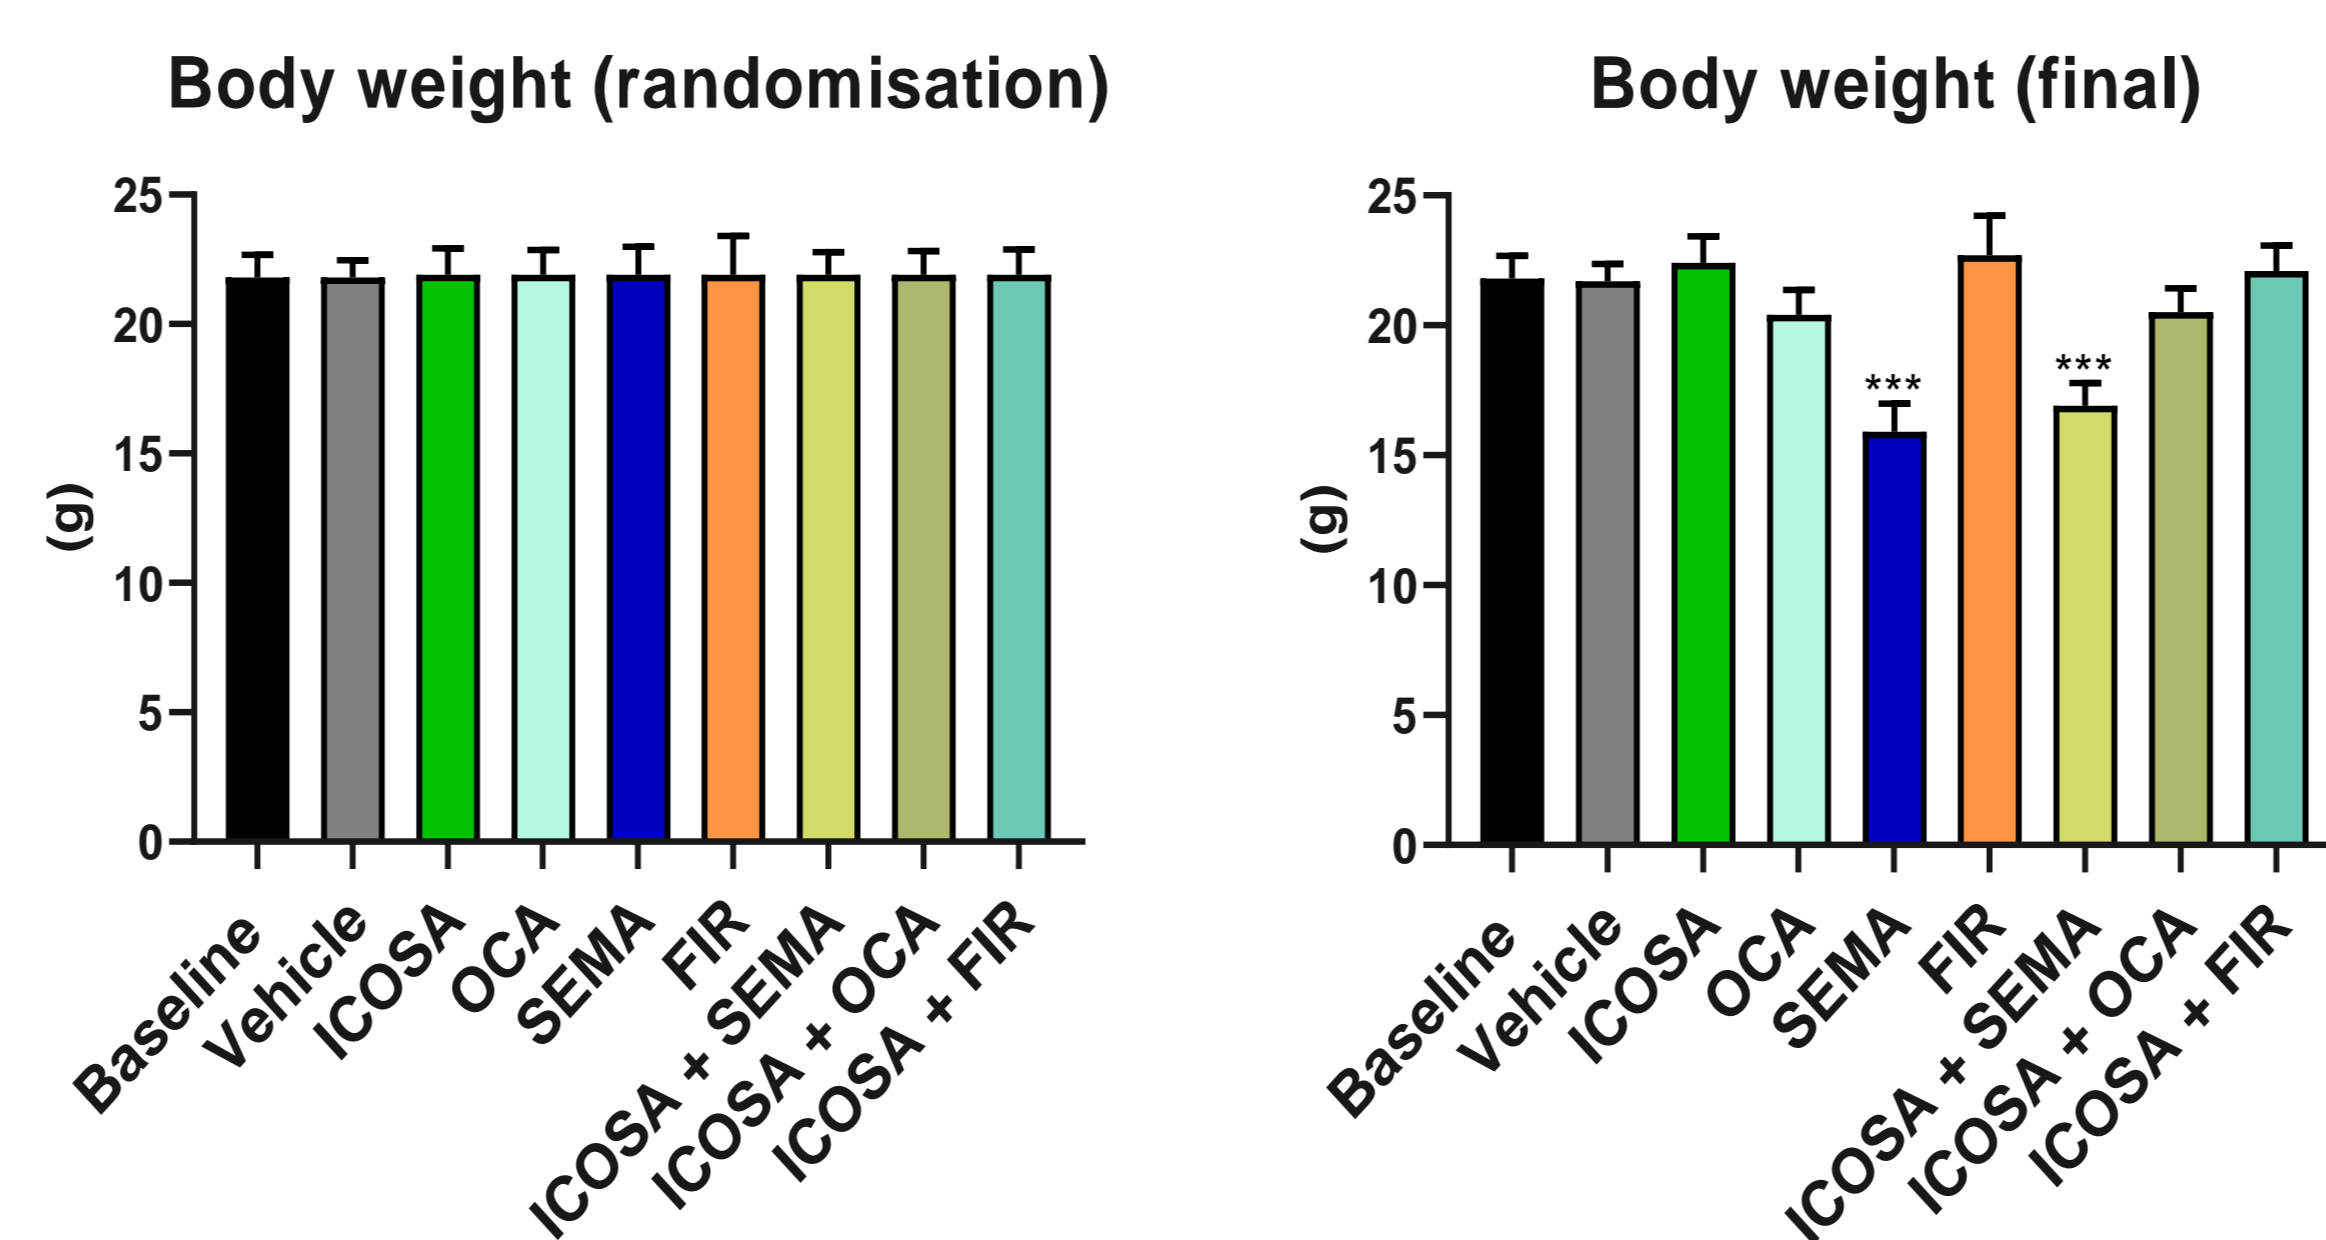 Body weight (randomisation)
25
20
15
10
5
0
(g)
Baseline
Vehicle
ICOSA
OCA
SEMA
FIR
ICOSA + SEMA
ICOSA + OCA
ICOSA + FIR
Body weight (final)
25
20
15
10
5
0
(g)
***
***
Baseline
Vehicle
ICOSA
OCA
SEMA
FIR
ICOSA + SEMA
ICOSA + OCA
ICOSA + FIR